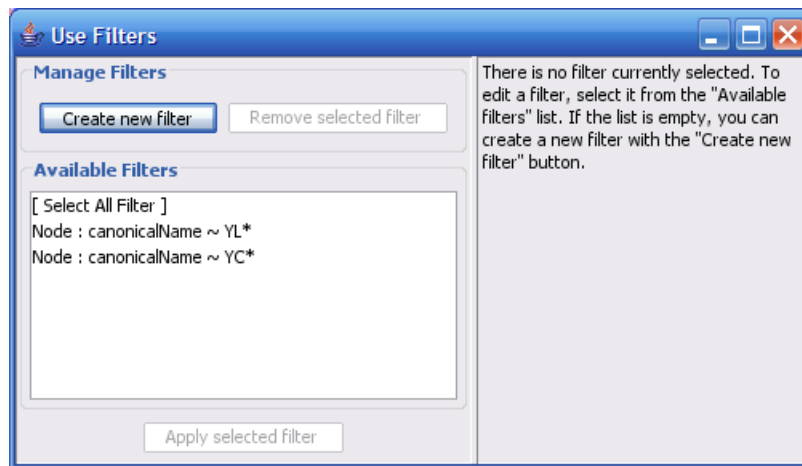 Use Filters
Manage Filters
Create new filter
Remove selected filter
Available Filters
[ Select All Filter ]
Node : canonicalName ~ YL*
Node : canonicalName ~ YC*
Apply selected filter
There is no filter currently selected. To
edit a filter, select it from the "Available
filters" list. If the list is empty, you can
create a new filter with the "Create new
filter" button.